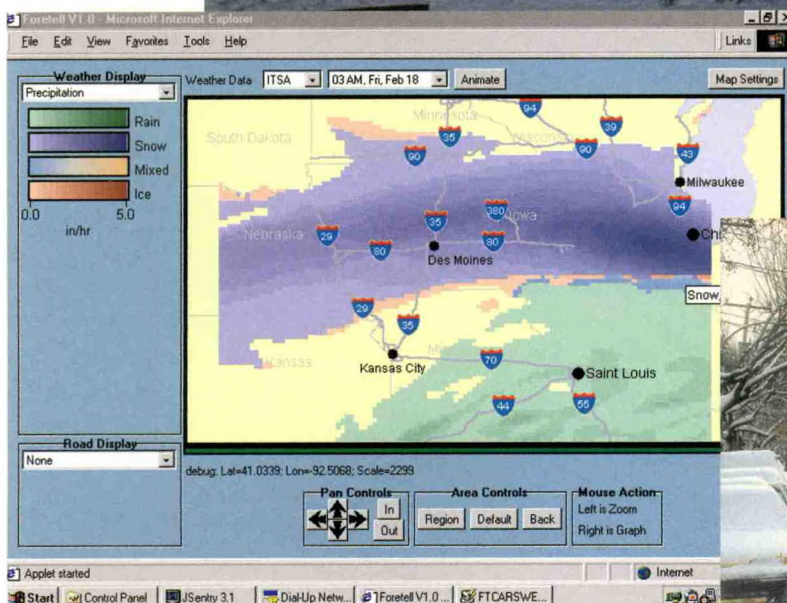 Foretell V1.0 - Microsoft Internet Explorer
File Edit View Favorites Tools Help
Links
Weather Display
Precipitation
Rain
Snow
Mixed
Ice
0.0 5.0
in/hr
Weather Data ITSA 03 AM, Fri, Feb 18 Animate
Map Settings
South Dakota
Minnesota
Wisconsin
94
35
39
90
90
43
Milwaukee
94
380
Iowa
35
Nebraska
29
80
80
Des Moines
Chi
Snow,
29
35
Kansas
Kansas City
Mi
70
Saint Louis
44
55
Road Display
None
debug: Lat=41.0339; Lon=-92.5068; Scale=2299
Pan Controls
In
Out
Area Controls
Region Default Back
Mouse Action
Left is Zoom
Right is Graph
Applet started
Internet
Start Control Panel JSentry 3.1 Dial-Up Netw... Foretell V1.0 ... FTCARSWE...